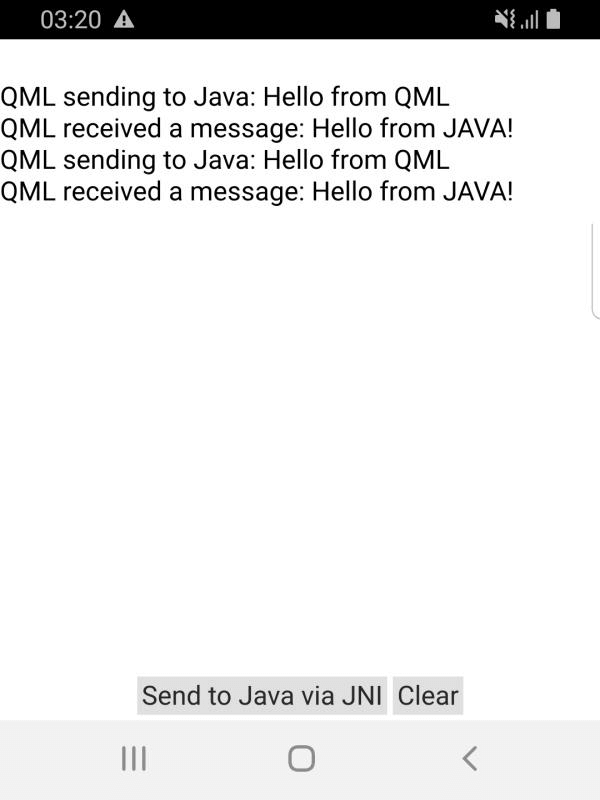 03:20
QML sending to Java: Hello from QML
QML received a message: Hello from JAVA!
QML sending to Java: Hello from QML
QML received a message: Hello from JAVA!
Send to Java via JNI Clear